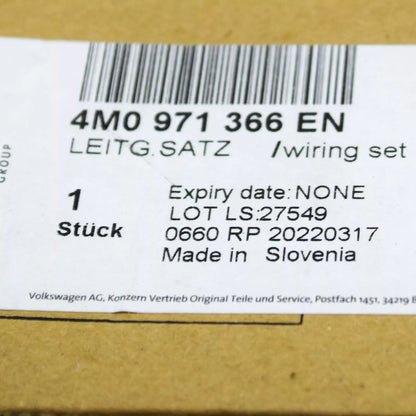 4M0 971 366 EN
LEITG.SATZ /wiring set
GROUP
1
Stück
Expiry date: NONE
LOT LS:27549
0660 RP 20220317
Made in Slovenia
Volkswagen AG, Konzern Vertrieb Original Teile und Service, Postfach 1451, 34219 B